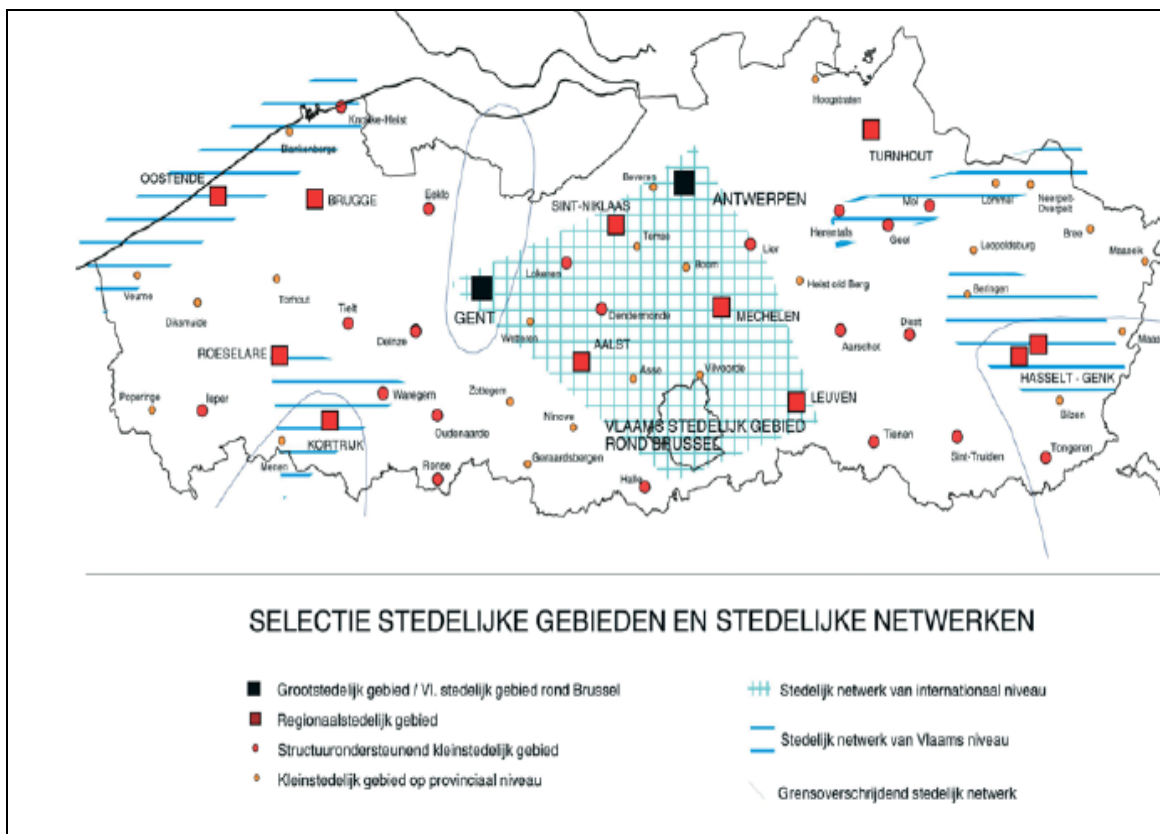 Hoogstraten
Knokke-Heist
Blankenberge
TURNHOUT
OOSTENDE
BRUGGE
Eeklo
Beveren
ANTWERPEN
SINT-NIKLAAS
Temse
Lokeren
Boom
Lier
Herentals
Mol
Geel
Lommel
Neerpelt-
Overpelt
Bree
Leopoldsburg
Maaseik
Heist o/d Berg
Beringen
Veurne
Diksmuide
Torhout
Tielt
GENT
Deinze
Wetteren
Dendermonde
MECHELEN
Aarschot
Diest
Maas
ROESELARE
AALST
Asse
Vilvoorde
HASSELT - GENK
Poperinge
Ieper
Waregem
Zottegem
LEUVEN
Bilzen
Oudenaarde
Ninove
VLAAMS STEDELIJK GEBIED
ROND BRUSSEL
KORTRIJK
Menen
Tienen
Sint-Truiden
Tongeren
Ronse
Geraardsbergen
Halle
SELECTIE STEDELIJKE GEBIEDEN EN STEDELIJKE NETWERKEN
Grootstedelijk gebied / Vl. stedelijk gebied rond Brussel
Regionaalstedelijk gebied
Structuurondersteunend kleinstedelijk gebied
Kleinstedelijk gebied op provinciaal niveau
Stedelijk netwerk van internationaal niveau
Stedelijk netwerk van Vlaams niveau
Grensoverschrijdend stedelijk netwerk